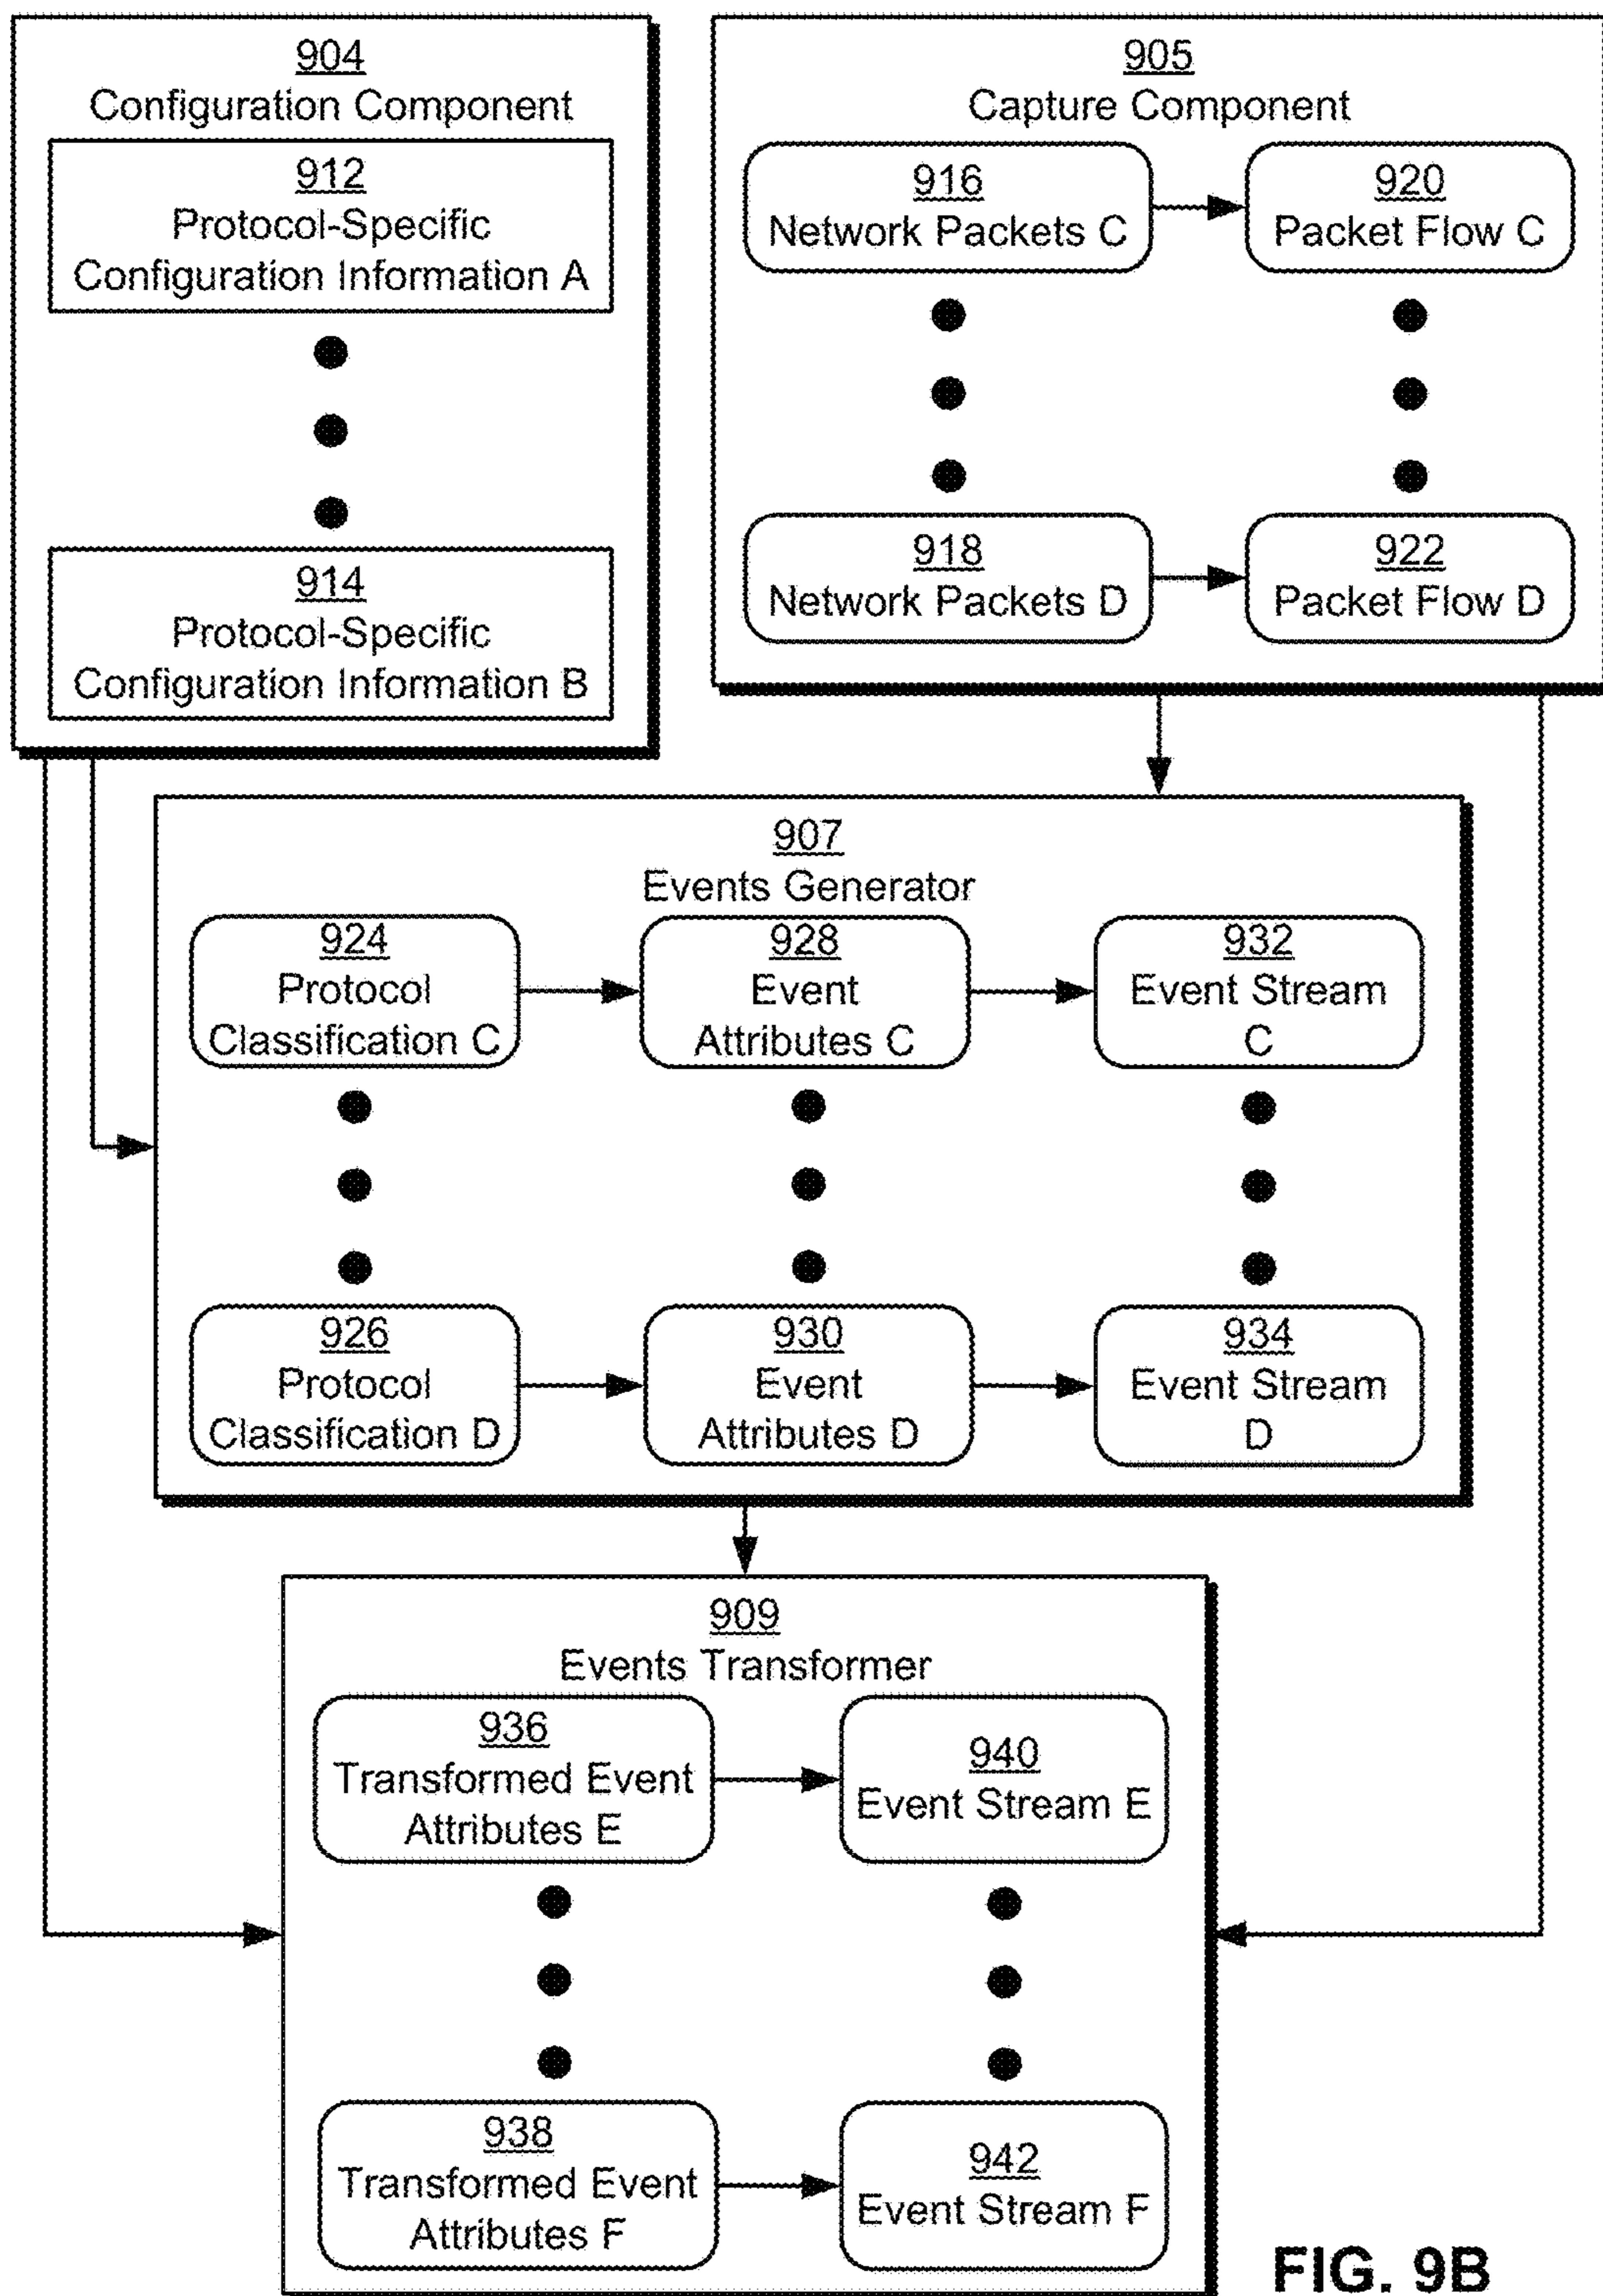 904
Configuration Component
912
Protocol-Specific
Configuration Information A
914
Protocol-Specific
Configuration Information B
905
Capture Component
916
Network Packets C
920
Packet Flow C
918
Network Packets D
922
Packet Flow D
907
Events Generator
924
Protocol
Classification C
928
Event
Attributes C
932
Event Stream
C
926
Protocol
Classification D
930
Event
Attributes D
934
Event Stream
D
909
Events Transformer
936
Transformed Event
Attributes E
940
Event Stream E
938
Transformed Event
Attributes F
942
Event Stream F
FIG. 9B